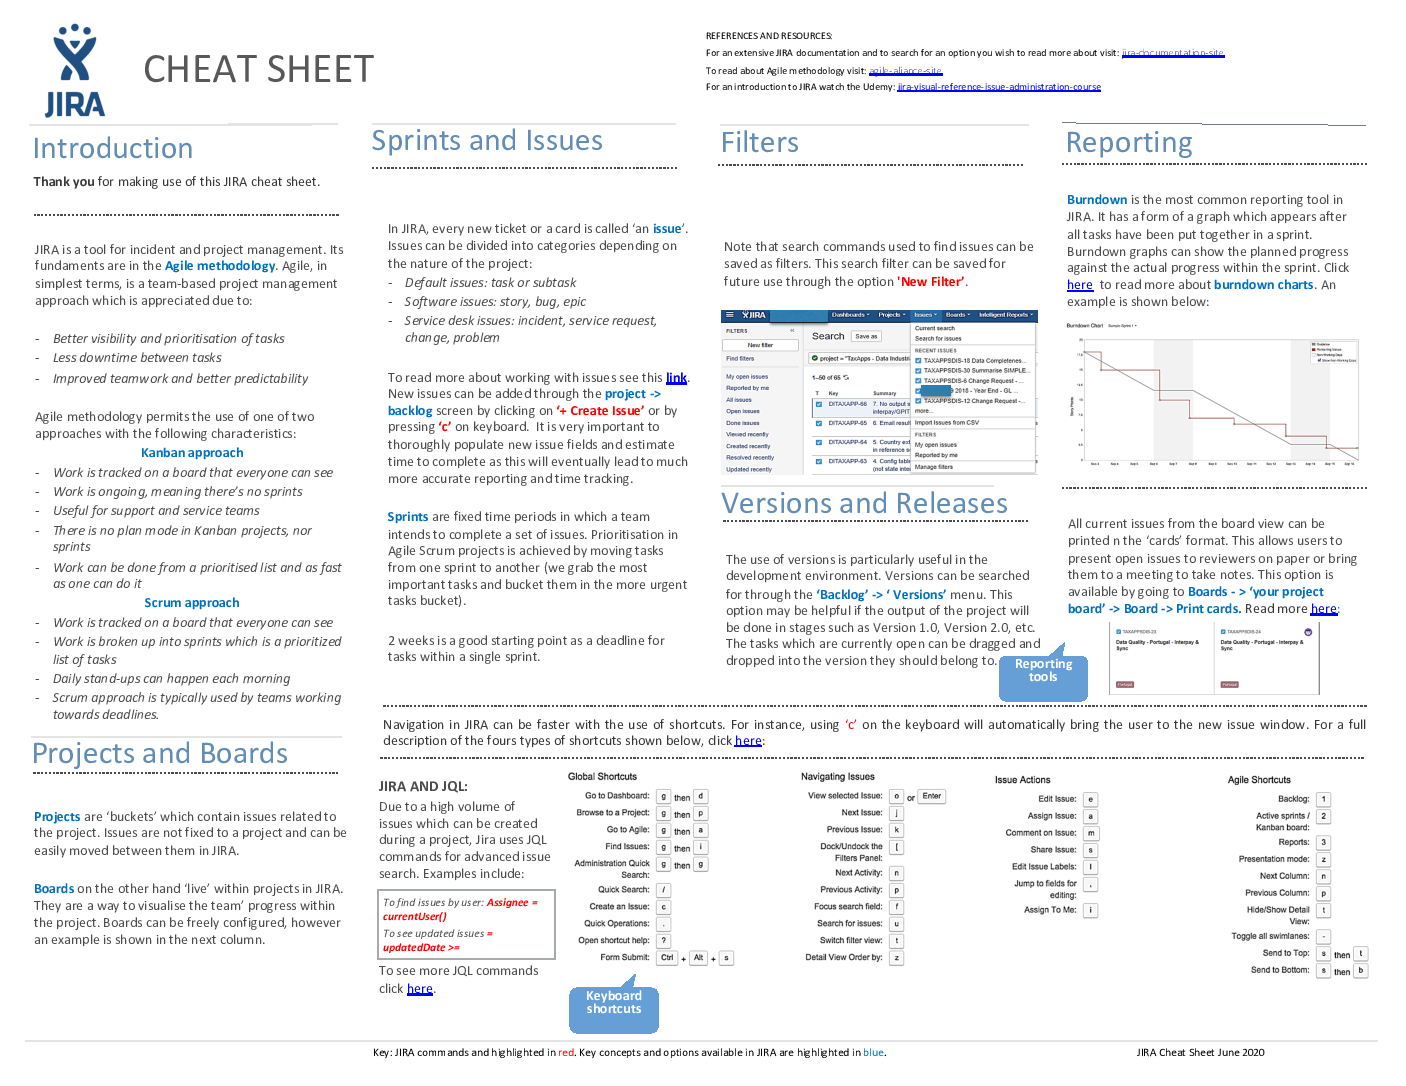 JIRA
CHEAT SHEET
REFERENCES AND RESOURCES:
For an extensive JIRA documentation and to search for an option you wish to read more about visit: jira-documentation-site
To read about Agile methodology visit: agile-aliance-site
For an introduction to JIRA watch the Udemy: jira-visual-reference-issue-administration-course
Introduction
Thank you for making use of this JIRA cheat sheet.
JIRA is a tool for incident and project management. Its
fundaments are in the Agile methodology. Agile, in
simplest terms, is a team-based project management
approach which is appreciated due to:
- Better visibility and prioritisation of tasks
- Less downtime between tasks
- Improved teamwork and better predictability
Agile methodology permits the use of one of two
approaches with the following characteristics:
Kanban approach
- Work is tracked on a board that everyone can see
- Work is ongoing, meaning there's no sprints
- Useful for support and service teams
- There is no plan mode in Kanban projects, nor
sprints
- Work can be done from a prioritised list and as fast
as one can do it
Scrum approach
- Work is tracked on a board that everyone can see
- Work is broken up into sprints which is a prioritized
list of tasks
- Daily stand-ups can happen each morning
- Scrum approach is typically used by teams working
towards deadlines.
Projects and Boards
Projects are ‘buckets’ which contain issues related to
the project. Issues are not fixed to a project and can be
easily moved between them in JIRA.
Boards on the other hand ‘live’ within projects in JIRA.
They are a way to visualise the team’ progress within
the project. Boards can be freely configured, however
an example is shown in the next column.
Sprints and Issues
In JIRA, every new ticket or a card is called ‘an issue’.
Issues can be divided into categories depending on
the nature of the project:
- Default issues: task or subtask
- Software issues: story, bug, epic
- Service desk issues: incident, service request,
change, problem
To read more about working with issues see this link.
New issues can be added through the project ->
backlog screen by clicking on ‘+ Create Issue’ or by
pressing ‘c’ on keyboard. It is very important to
thoroughly populate new issue fields and estimate
time to complete as this will eventually lead to much
more accurate reporting and time tracking.
Sprints are fixed time periods in which a team
intends to complete a set of issues. Prioritisation in
Agile Scrum projects is achieved by moving tasks
from one sprint to another (we grab the most
important tasks and bucket them in the more urgent
tasks bucket).
2 weeks is a good starting point as a deadline for
tasks within a single sprint.
Filters
Note that search commands used to find issues can be
saved as filters. This search filter can be saved for
future use through the option 'New Filter’.
JIRA Dashboards Projects Issues Boards Intelligent Reports
FILTERS
New filter
Find filters
My open issues
Reported by me
All issues
Open issues
Done issues
Viewed recently
Created recently
Resolved recently
Updated recently
Search Save as
project = "TaxApps - Data Industri
1–50 of 65
T Key Summary
DITAXAPP-66 7. No output s
interpay/GPIT
DITAXAPP-65 6. Email result
DITAXAPP-64 5. Country ext
in reference s
DITAXAPP-63 4. Config table
(not state inte
Current search
Search for issues
RECENT ISSUES
TAXAPPSDIS-18 Data Completenes...
TAXAPPSDIS-30 Summarise SIMPLE...
TAXAPPSDIS-6 Change Request - ...
2018 - Year End - GL ...
TAXAPPSDIS-12 Change Request -...
more...
Import Issues from CSV
FILTERS
My open issues
Reported by me
Manage filters
Versions and Releases
The use of versions is particularly useful in the
development environment. Versions can be searched
for through the ‘Backlog’ -> ‘ Versions’ menu. This
option may be helpful if the output of the project will
be done in stages such as Version 1.0, Version 2.0, etc.
The tasks which are currently open can be dragged and
dropped into the version they should belong to.
Reporting
tools
Reporting
Burndown is the most common reporting tool in
JIRA. It has a form of a graph which appears after
all tasks have been put together in a sprint.
Burndown graphs can show the planned progress
against the actual progress within the sprint. Click
here to read more about burndown charts. An
example is shown below:
Burndown Chart Sample Sprint 1
All current issues from the board view can be
printed n the ‘cards’ format. This allows users to
present open issues to reviewers on paper or bring
them to a meeting to take notes. This option is
available by going to Boards - > ‘your project
board’ -> Board -> Print cards. Read more here:
TAXAPPSDIS-23
Data Quality - Portugal - Interpay &
Sync
Portugal
TAXAPPSDIS-24
Data Quality - Portugal - Interpay &
Sync
Portugal
Navigation in JIRA can be faster with the use of shortcuts. For instance, using ‘c’ on the keyboard will automatically bring the user to the new issue window. For a full
description of the fours types of shortcuts shown below, click here:
JIRA AND JQL:
Due to a high volume of
issues which can be created
during a project, Jira uses JQL
commands for advanced issue
search. Examples include:
To find issues by user: Assignee =
currentUser()
To see updated issues =
updatedDate >=
To see more JQL commands
click here.
Global Shortcuts
Go to Dashboard: g then d
Browse to a Project: g then p
Go to Agile: g then a
Find Issues: g then i
Administration Quick
Search: g then g
Quick Search: /
Create an Issue: c
Quick Operations: .
Open shortcut help: ?
Form Submit: Ctrl + Alt + s
Keyboard
shortcuts
Navigating Issues
View selected Issue: o or Enter
Next Issue: j
Previous Issue: k
Dock/Undock the
Filters Panel: [
Next Activity: n
Previous Activity: p
Focus search field: f
Search for issues: u
Switch filter view: t
Detail View Order by: z
Issue Actions
Edit Issue: e
Assign Issue: a
Comment on Issue: m
Share Issue: s
Edit Issue Labels: l
Jump to fields for
editing: ,
Assign To Me: i
Agile Shortcuts
Backlog: 1
Active sprints /
Kanban board: 2
Reports: 3
Presentation mode: z
Next Column: n
Previous Column: p
Hide/Show Detail
View: t
Toggle all swimlanes: -
Send to Top: s then t
Send to Bottom: s then b
Key: JIRA commands and highlighted in red. Key concepts and options available in JIRA are highlighted in blue.
JIRA Cheat Sheet June 2020